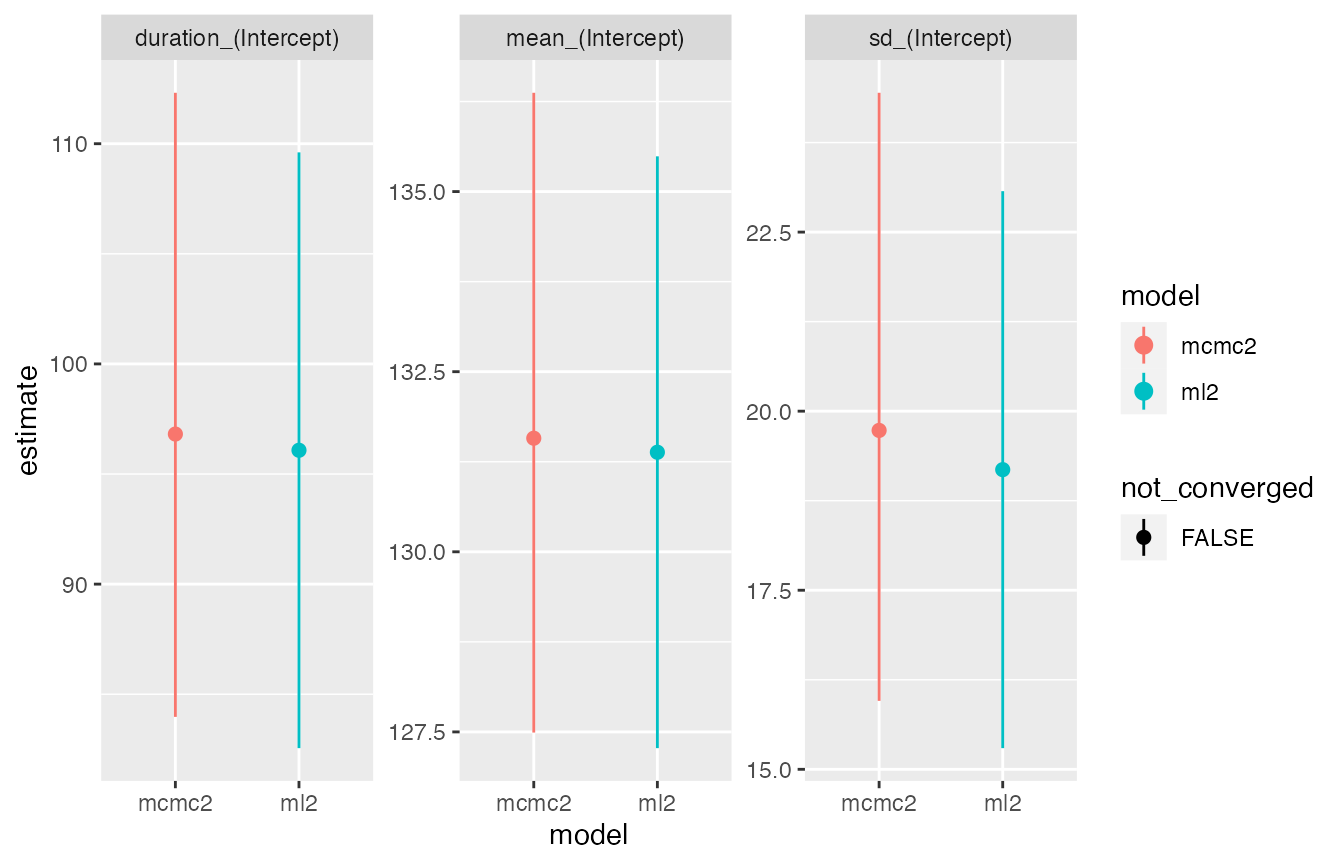 duration_(Intercept)
mean_(Intercept)
sd_(Intercept)
estimate
110
100
90
135.0
132.5
130.0
127.5
22.5
20.0
17.5
15.0
mcmc2
ml2
mcmc2
ml2
mcmc2
ml2
model
model
mcmc2
ml2
not_converged
FALSE